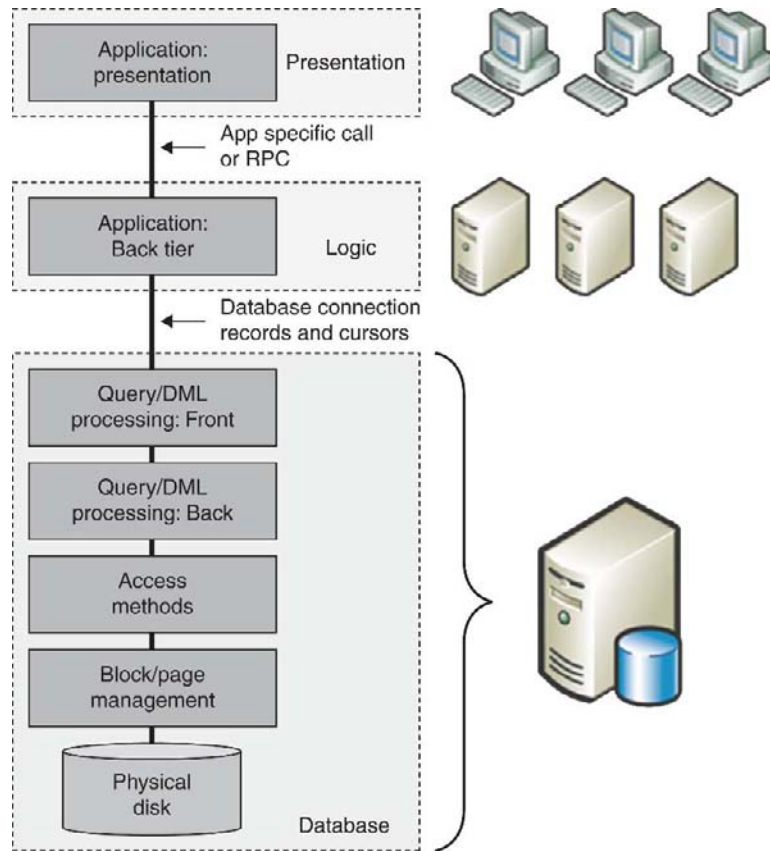 Application:
presentation
Presentation
App specific call
or RPC
Application:
Back tier
Logic
Database connection
records and cursors
Query/DML
processing: Front
Query/DML
processing: Back
Access
methods
Block/page
management
Physical
disk
Database